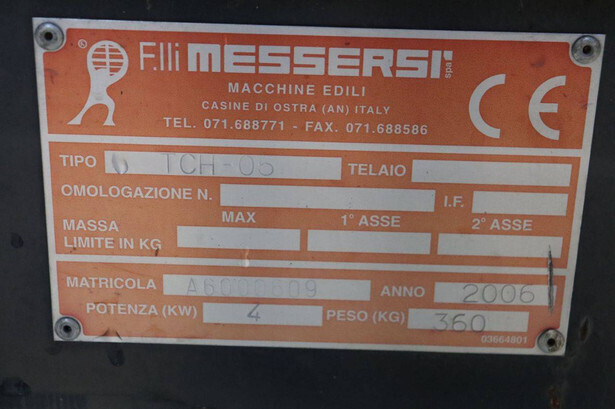 © F.lli MESSERSI' spa
MACCHINE EDILI
CASINE DI OSTRA (AN) ITALY
TEL. 071.688771 - FAX. 071.688586
CE
TIPO TCH-05 TELAIO
OMOLOGAZIONE N. I.F.
MAX 1° ASSE 2° ASSE
MASSA
LIMITE IN KG
MATRICOLA ANNO 2006
POTENZA (KW) 4 PESO (KG) 360
03664801